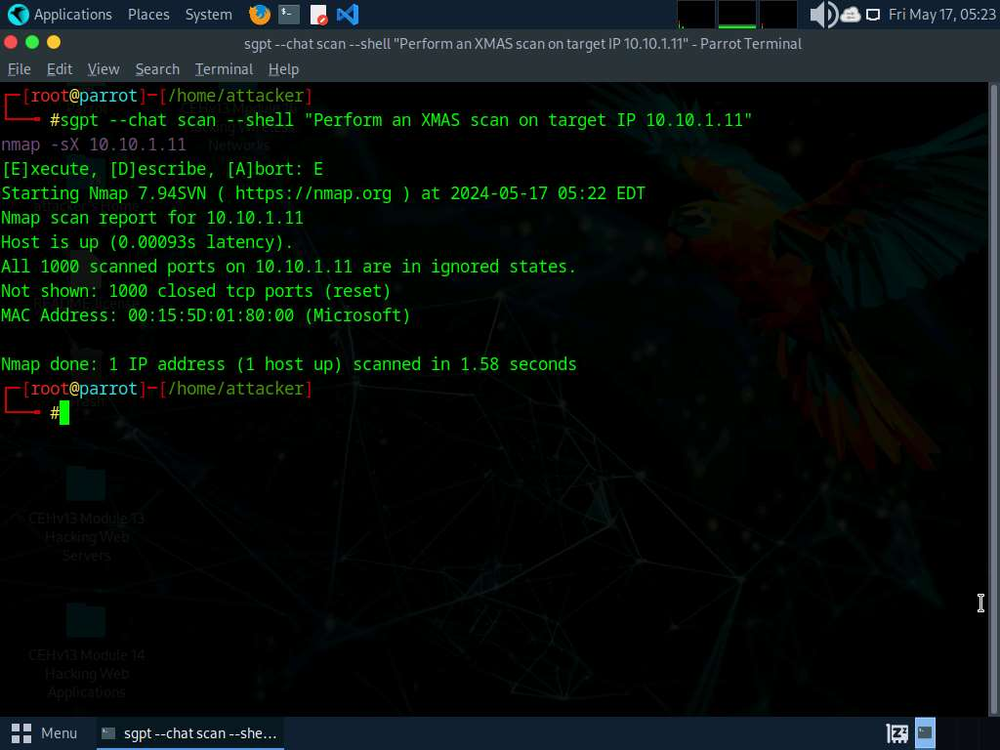 Applications Places System Fri May 17, 05:23
sgpt --chat scan --shell "Perform an XMAS scan on target IP 10.10.1.11" - Parrot Terminal
File Edit View Search Terminal Help
[root@parrot]─[/home/attacker]
#sgpt --chat scan --shell "Perform an XMAS scan on target IP 10.10.1.11"
nmap -sX 10.10.1.11
[E]xecute, [D]escribe, [A]bort: E
Starting Nmap 7.94SVN ( https://nmap.org ) at 2024-05-17 05:22 EDT
Nmap scan report for 10.10.1.11
Host is up (0.00093s latency).
All 1000 scanned ports on 10.10.1.11 are in ignored states.
Not shown: 1000 closed tcp ports (reset)
MAC Address: 00:15:5D:01:80:00 (Microsoft)
Nmap done: 1 IP address (1 host up) scanned in 1.58 seconds
[root@parrot]─[/home/attacker]
#
CEHv13 Module 13
Hacking Web
Servers
CEHv13 Module 14
Hacking Web
Applications
Menu sgpt --chat scan --she...